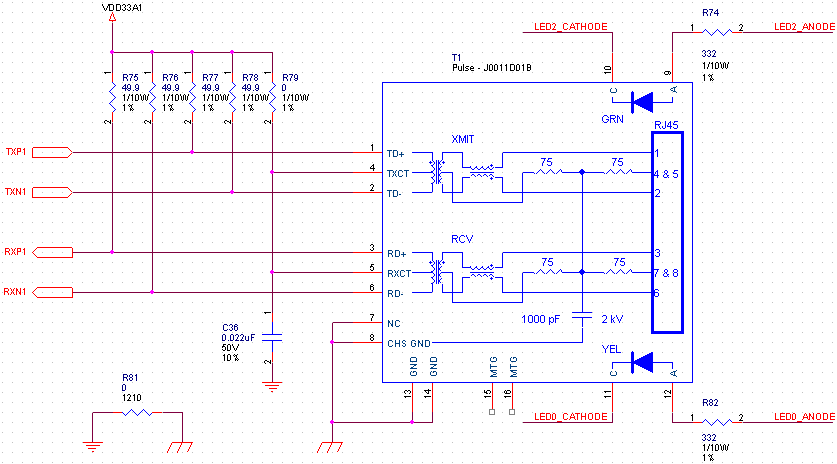 VDD33A1
R75
49.9
1/10W
1%
1
2
R76
49.9
1/10W
1%
1
2
R77
49.9
1/10W
1%
1
2
R78
49.9
1/10W
1%
1
2
R79
0
1/10W
1%
1
2
LED2_CATHODE
R74
1
2
LED2_ANODE
332
1/10W
1%
T1
Pulse - J0011D01B
10
9
C
A
GRN
RJ45
TXP1
TXN1
RXP1
RXN1
1
TD+
4
TXCT
2
TD-
XMIT
75
75
1
4 & 5
2
3
RD+
5
RXCT
6
RD-
RCV
75
75
3
7 & 8
6
7
NC
8
CHS GND
1000 pF
2 kV
C36
0.022uF
50V
10%
1
2
YEL
C
A
GND
GND
MTG
MTG
13
14
15
16
11
12
LED0_CATHODE
R82
1
2
LED0_ANODE
332
1/10W
1%
R81
0
1210